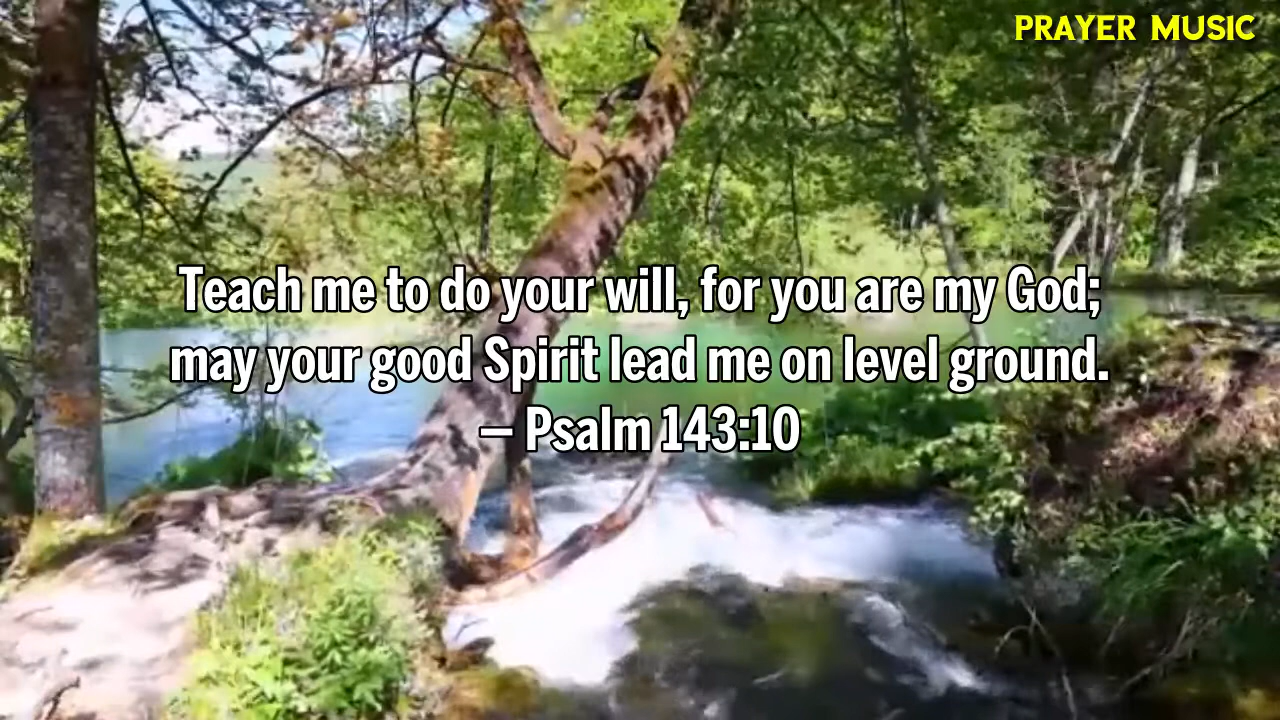 PRAYER MUSIC
Teach me to do your will, for you are my God;
may your good Spirit lead me on level ground.
– Psalm 143:10